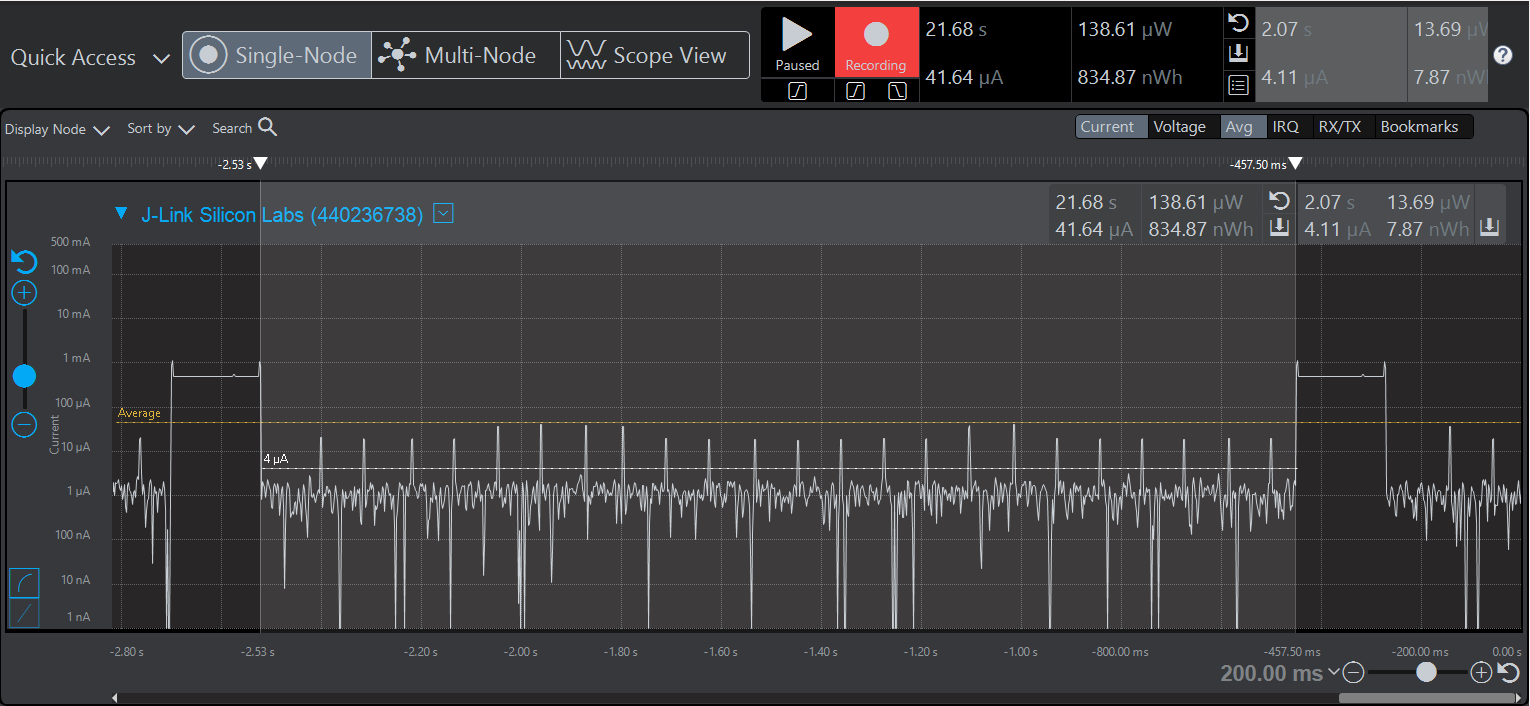 Quick Access Single-Node Multi-Node Scope View
Paused Recording
21.68 s 138.61 µW 2.07 s 13.69 µW
41.64 µA 834.87 nWh 4.11 µA 7.87 nW
Display Node Sort by Search Current Voltage Avg IRQ RX/TX Bookmarks
-2.53 s -457.50 ms
J-Link Silicon Labs (440236738)
21.68 s 138.61 µW 2.07 s 13.69 µW
41.64 µA 834.87 nWh 4.11 µA 7.87 nWh
500 mA
100 mA
10 mA
1 mA
100 µA
10 µA
1 µA
100 nA
10 nA
1 nA
Current
Average
4 µA
-2.80 s -2.53 s -2.20 s -2.00 s -1.80 s -1.60 s -1.40 s -1.20 s -1.00 s -800.00 ms -457.50 ms -200.00 ms 0.00 s
200.00 ms